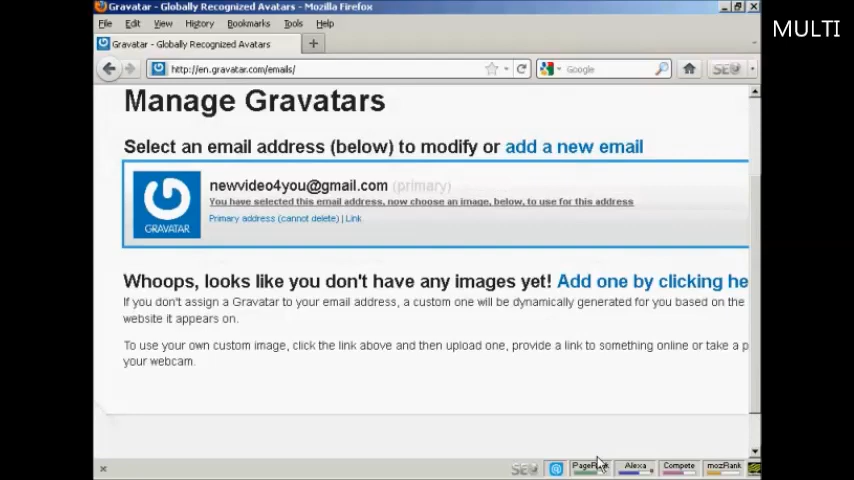 Gravatar - Globally Recognized Avatars - Mozilla Firefox
MULTI
File Edit View History Bookmarks Tools Help
Gravatar - Globally Recognized Avatars
http://en.gravatar.com/emails/
Google
SEO
Manage Gravatars
Select an email address (below) to modify or add a new email
newvideo4you@gmail.com (primary)
You have selected this email address, now choose an image, below, to use for this address
Primary address (cannot delete) | Link
GRAVATAR
Whoops, looks like you don't have any images yet! Add one by clicking he
If you don't assign a Gravatar to your email address, a custom one will be dynamically generated for you based on the
website it appears on.
To use your own custom image, click the link above and then upload one, provide a link to something online or take a p
your webcam.
SEO PageRank Alexa Compete mozRank